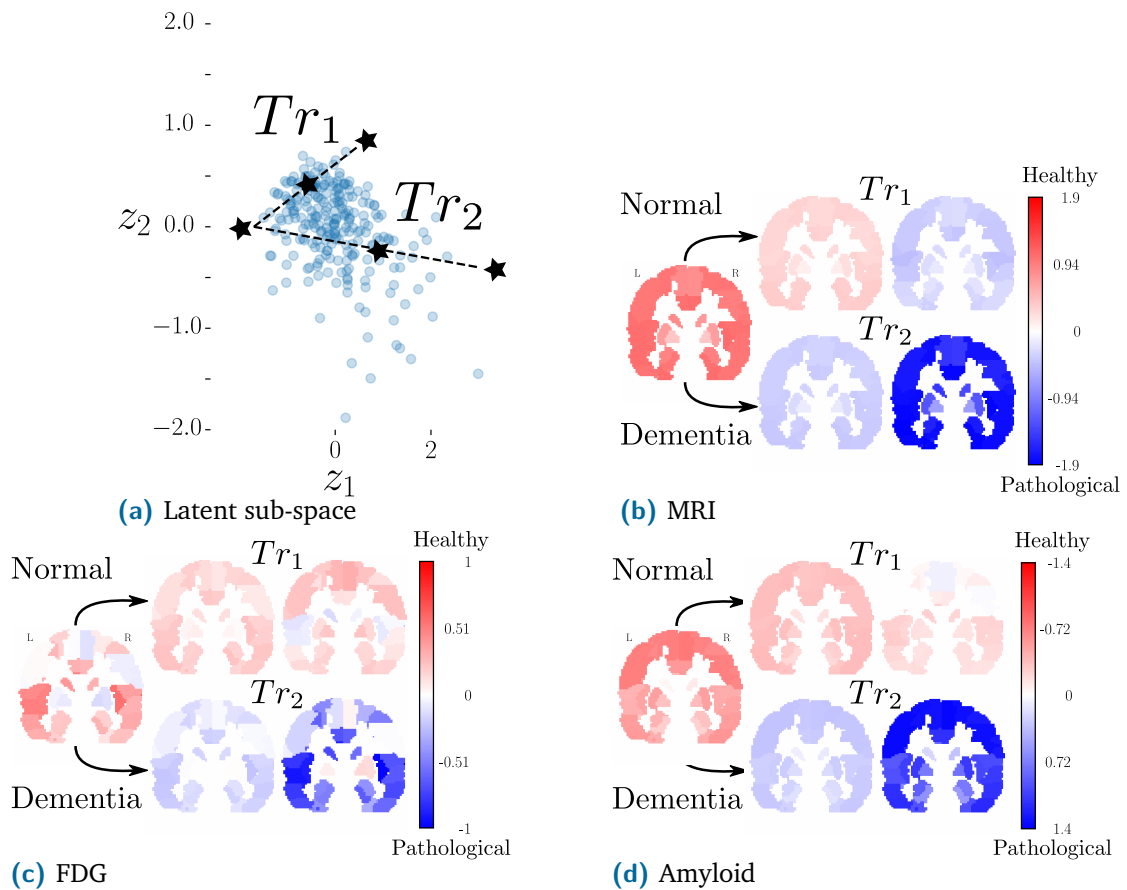 2.0
1.0
z2 0.0
−1.0
−2.0
0 2
z1
Tr1
Tr2
(a) Latent sub-space
Normal
Dementia
L R
Tr1
Tr2
Healthy
1.9
0.94
0
-0.94
-1.9
Pathological
(b) MRI
Normal
Dementia
L R
Tr1
Tr2
Healthy
1
0.51
0
-0.51
-1
Pathological
(c) FDG
Normal
Dementia
L R
Tr1
Tr2
Healthy
-1.4
-0.72
0
0.72
1.4
Pathological
(d) Amyloid